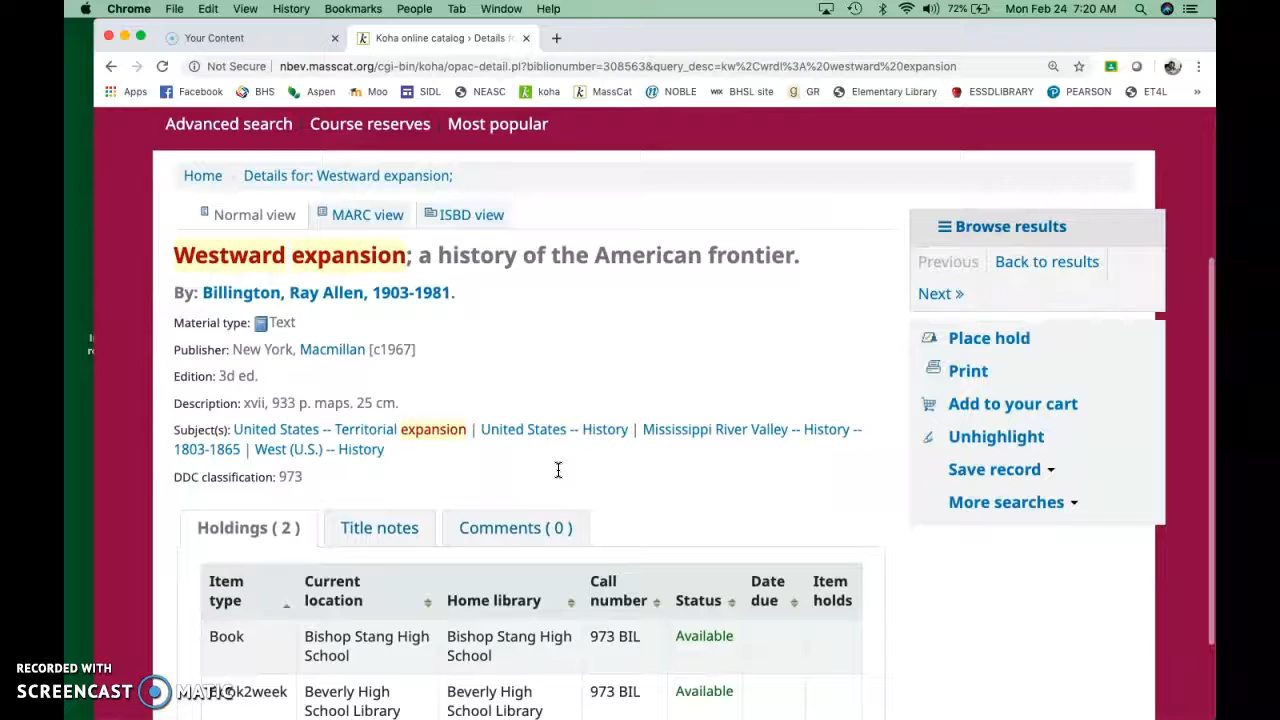 Chrome File Edit View History Bookmarks People Tab Window Help 72% Mon Feb 24 7:20 AM
Your Content × Koha online catalog › Details fo × +
Not Secure nbev.masscat.org/cgi-bin/koha/opac-detail.pl?biblionumber=308563&query_desc=kw%2Cwrdl%3A%20westward%20expansion
Apps Facebook BHS Aspen Moo SIDL NEASC koha MassCat NOBLE BHSL site GR Elementary Library ESSDLIBRARY PEARSON ET4L »
Advanced search Course reserves Most popular
Home Details for: Westward expansion;
Normal view MARC view ISBD view
Westward expansion; a history of the American frontier.
By: Billington, Ray Allen, 1903-1981.
Material type: Text
Publisher: New York, Macmillan [c1967]
Edition: 3d ed.
Description: xvii, 933 p. maps. 25 cm.
Subject(s): United States -- Territorial expansion | United States -- History | Mississippi River Valley -- History --
1803-1865 | West (U.S.) -- History
DDC classification: 973
Browse results
Previous Back to results
Next »
Place hold
Print
Add to your cart
Unhighlight
Save record
More searches
Holdings ( 2 ) Title notes Comments ( 0 )
Item type Current location Home library Call number Status Date due Item holds
Book Bishop Stang High School Bishop Stang High School 973 BIL Available
Beverly High School Library Beverly High School Library 973 BIL Available
RECORDED WITH
SCREENCAST MATIC